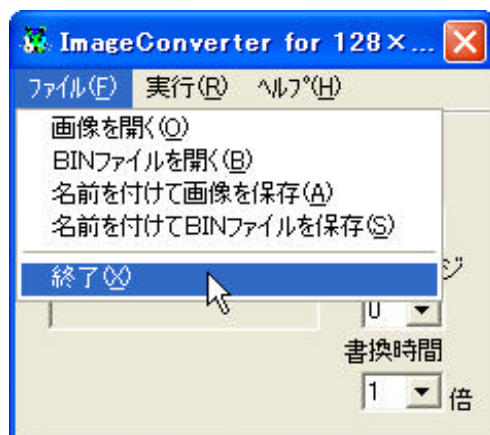 ImageConverter for 128×...
ファイル(F) 実行(R) ヘルプ(H)
画像を開く(O)
BINファイルを開く(B)
名前を付けて画像を保存(A)
名前を付けてBINファイルを保存(S)
終了(X)
ジ
0
書換時間
1 倍